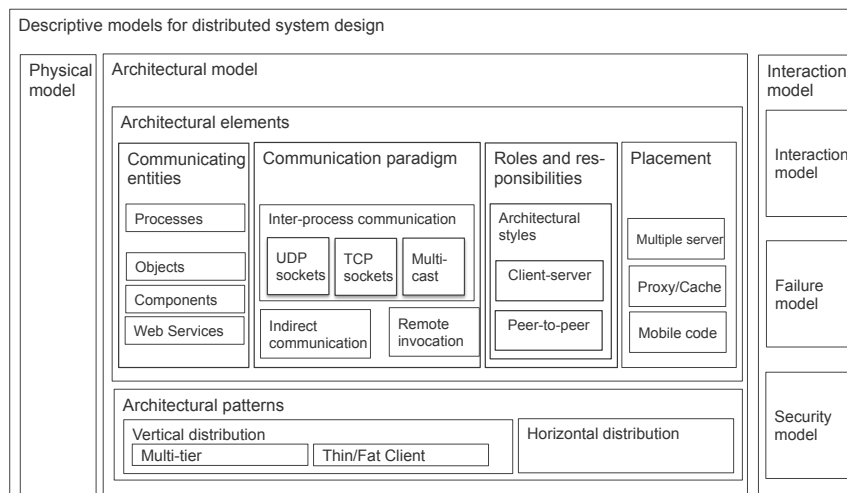 Descriptive models for distributed system design
Physical
model
Architectural model
Architectural elements
Communicating
entities
Processes
Objects
Components
Web Services
Communication paradigm
Inter-process communication
UDP
sockets
TCP
sockets
Multi-
cast
Indirect
communication
Remote
invocation
Roles and res-
ponsibilities
Architectural
styles
Client-server
Peer-to-peer
Placement
Multiple server
Proxy/Cache
Mobile code
Architectural patterns
Vertical distribution
Multi-tier
Thin/Fat Client
Horizontal distribution
Interaction
model
Interaction
model
Failure
model
Security
model